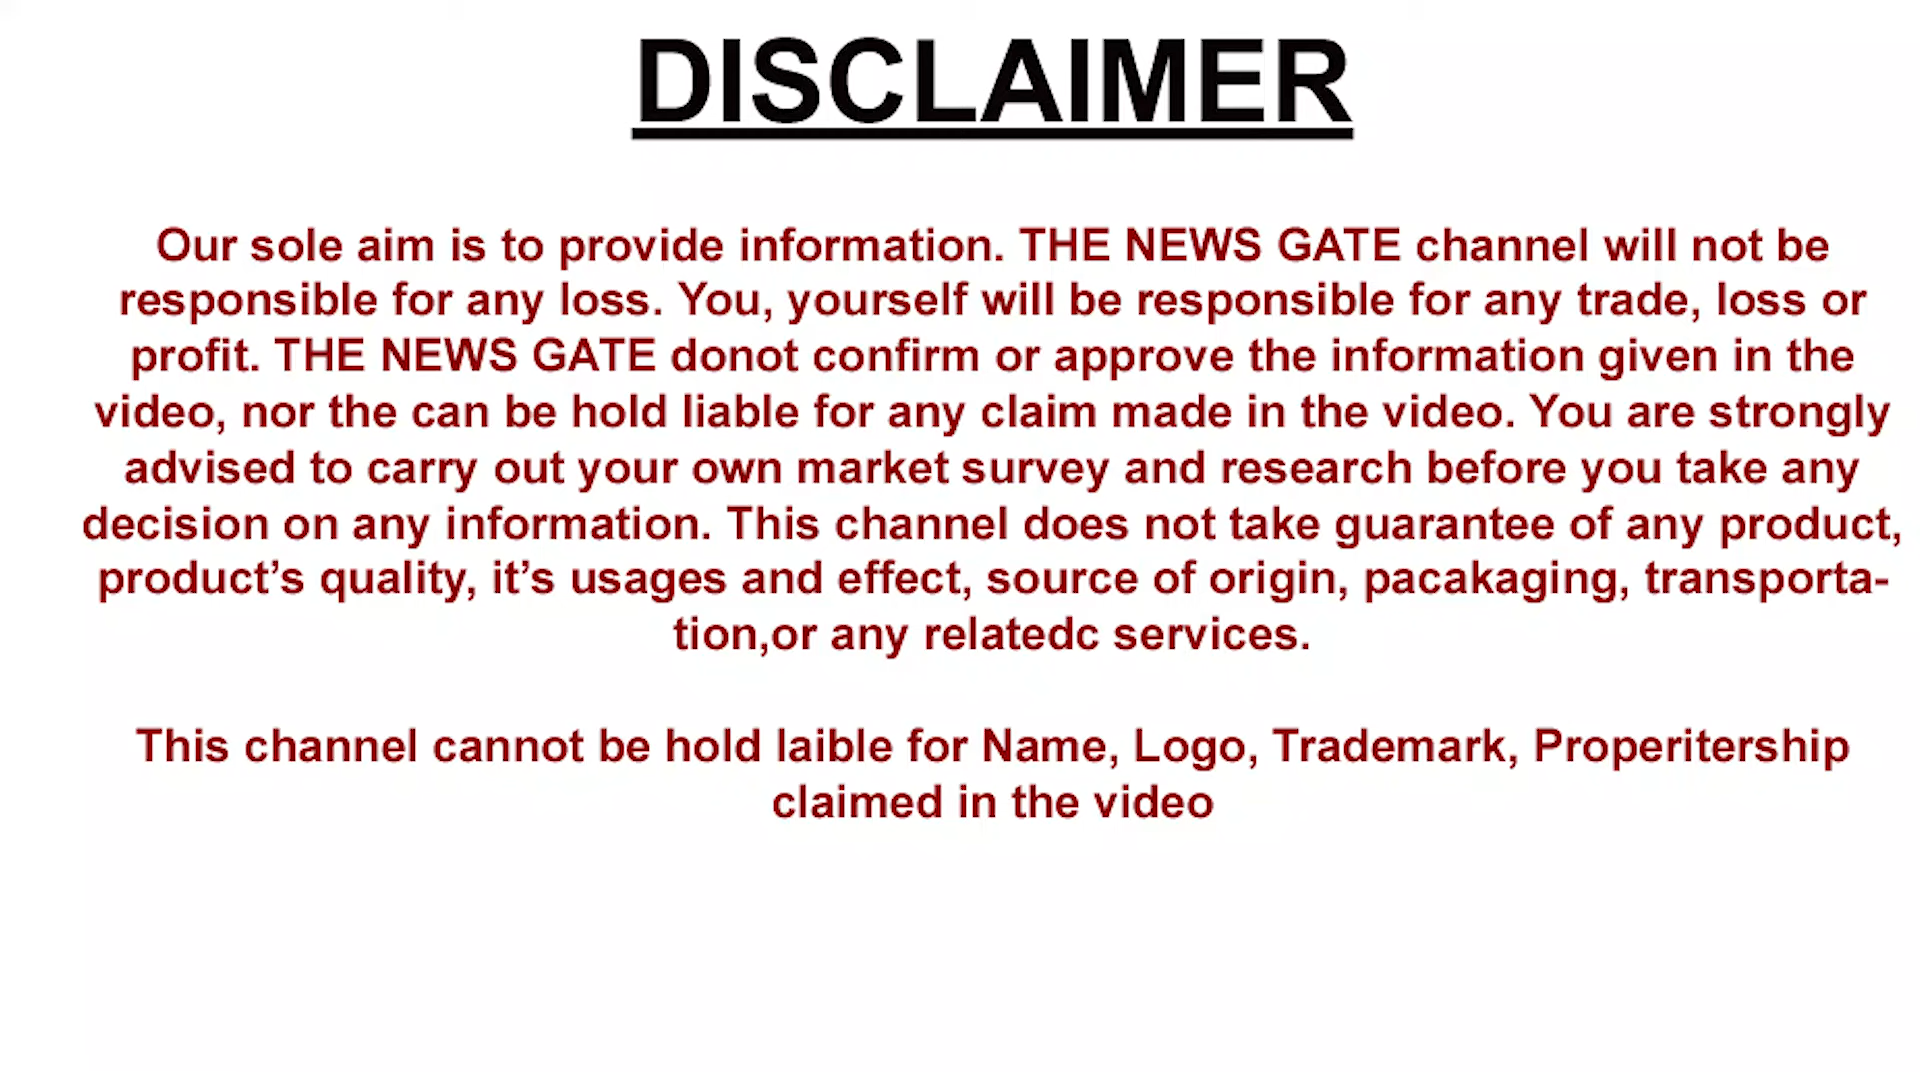 DISCLAIMER
Our sole aim is to provide information. THE NEWS GATE channel will not be
responsible for any loss. You, yourself will be responsible for any trade, loss or
profit. THE NEWS GATE donot confirm or approve the information given in the
video, nor the can be hold liable for any claim made in the video. You are strongly
advised to carry out your own market survey and research before you take any
decision on any information. This channel does not take guarantee of any product,
product’s quality, it’s usages and effect, source of origin, pacakaging, transporta-
tion,or any relatedc services.
This channel cannot be hold laible for Name, Logo, Trademark, Properitership
claimed in the video